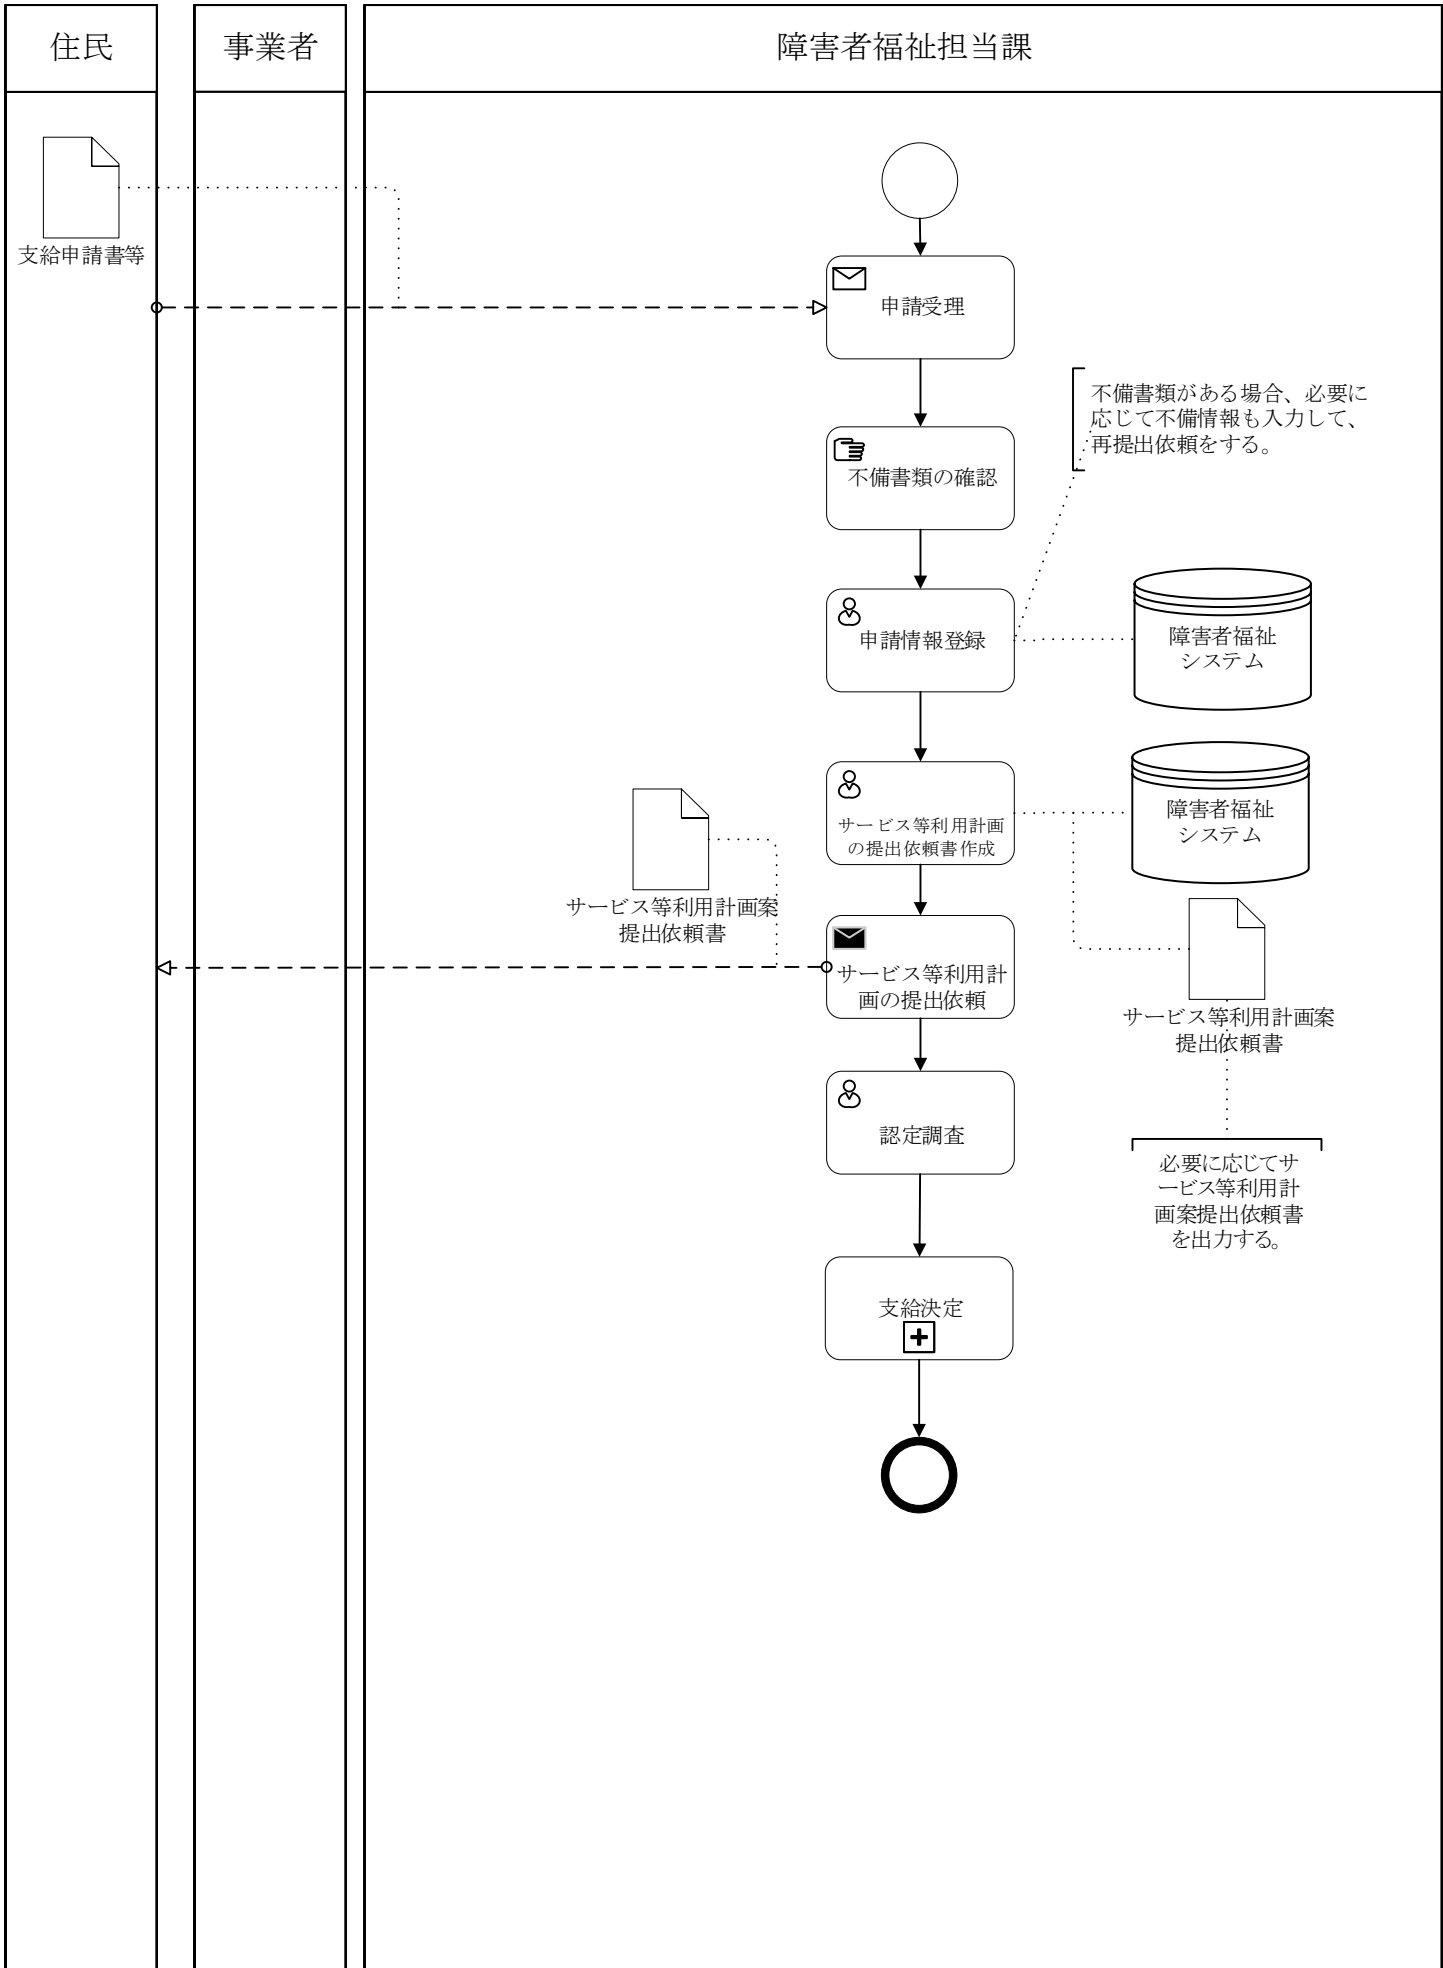 住民
事業者
障害者福祉担当課
支給申請書等
申請受理
不備書類がある場合、必要に
応じて不備情報も入力して、
再提出依頼をする。
不備書類の確認
申請情報登録
障害者福祉
システム
サービス等利用計画
の提出依頼書作成
障害者福祉
システム
サービス等利用計画案
提出依頼書
サービス等利用計
画の提出依頼
サービス等利用計画案
提出依頼書
認定調査
必要に応じてサ
ービス等利用計
画案提出依頼書
を出力する。
支給決定